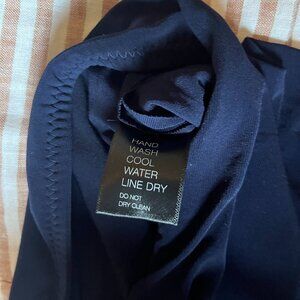 HAND
WASH
COOL
WATER
LINE DRY
DO NOT
DRY CLEAN